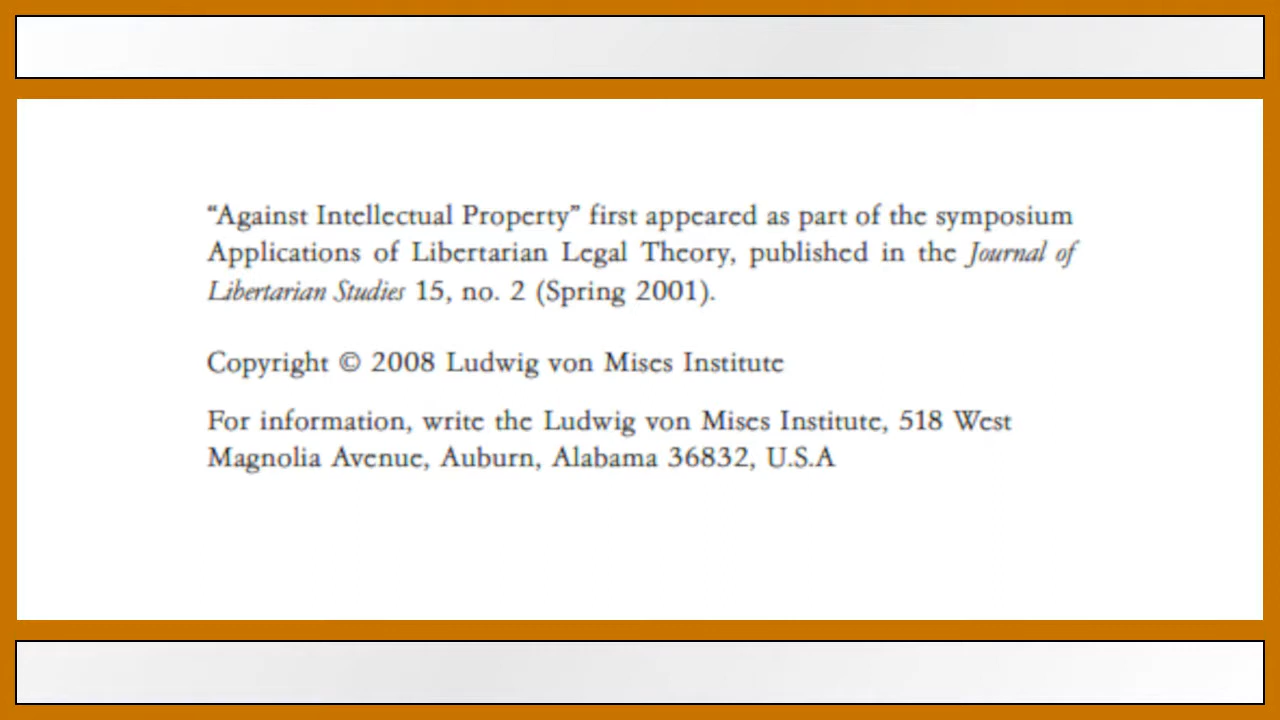 “Against Intellectual Property” first appeared as part of the symposium
Applications of Libertarian Legal Theory, published in the Journal of
Libertarian Studies 15, no. 2 (Spring 2001).
Copyright © 2008 Ludwig von Mises Institute
For information, write the Ludwig von Mises Institute, 518 West
Magnolia Avenue, Auburn, Alabama 36832, U.S.A